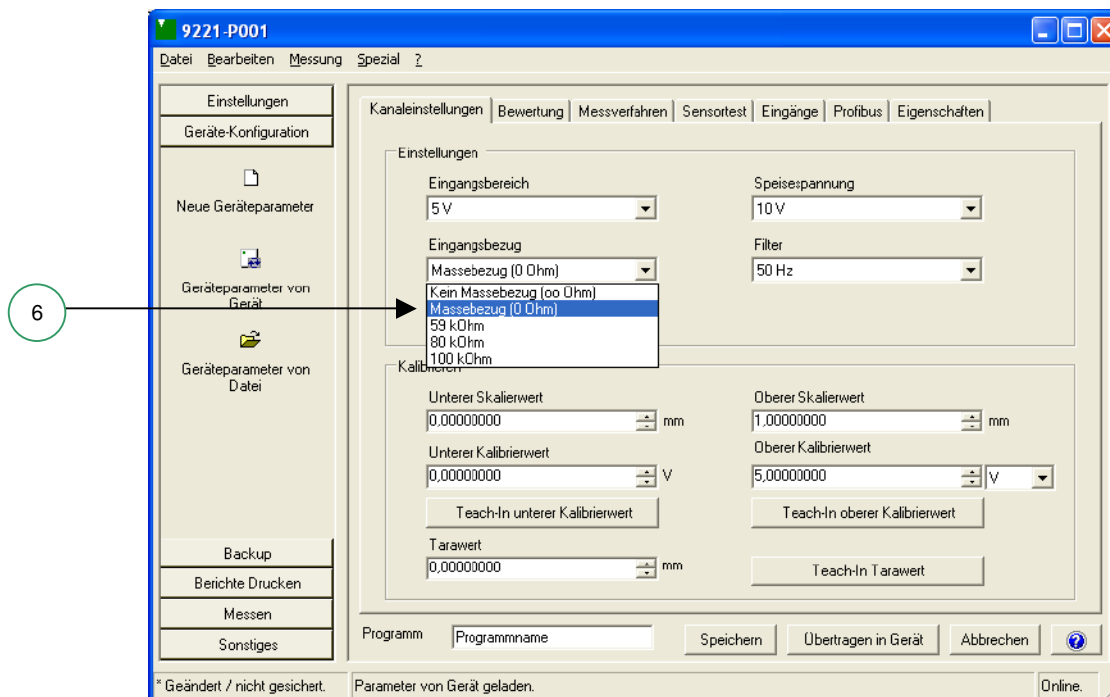 9221-P001
Datei Bearbeiten Messung Spezial ?
Einstellungen
Geräte-Konfiguration
Neue Geräteparameter
Geräteparameter von
Gerät
Geräteparameter von
Datei
Backup
Berichte Drucken
Messen
Sonstiges
6
Kanaleinstellungen Bewertung Messverfahren Sensortest Eingänge Profibus Eigenschaften
Einstellungen
Eingangsbereich Speisespannung
5 V 10 V
Eingangsbezug Filter
Massebezug (0 Ohm) 50 Hz
Kein Massebezug (oo Ohm)
Massebezug (0 Ohm)
59 kOhm
80 kOhm
100 kOhm
Kalibrieren
Unterer Skalierwert Oberer Skalierwert
0,00000000 mm 1,00000000 mm
Unterer Kalibrierwert Oberer Kalibrierwert
0,00000000 V 5,00000000 V
Teach-In unterer Kalibrierwert Teach-In oberer Kalibrierwert
Tarawert
0,00000000 mm Teach-In Tarawert
Programm Programmname Speichern Übertragen in Gerät Abbrechen ?
* Geändert / nicht gesichert. Parameter von Gerät geladen. Online.